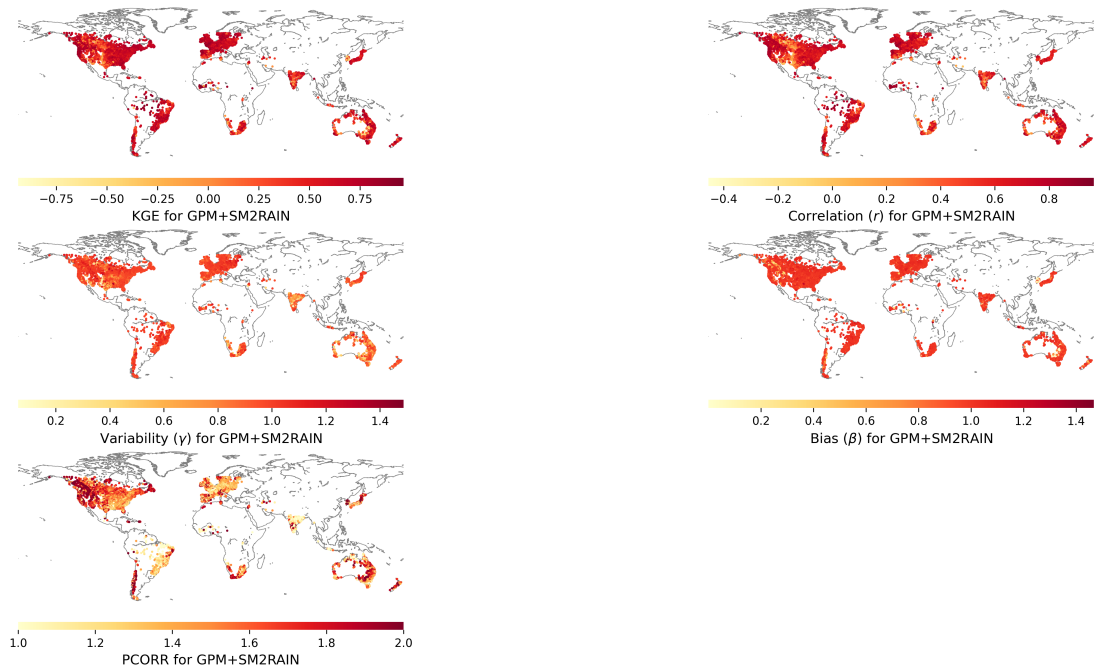 −0.75 −0.50 −0.25 0.00 0.25 0.50 0.75
KGE for GPM+SM2RAIN
−0.4 −0.2 0.0 0.2 0.4 0.6 0.8
Correlation (r) for GPM+SM2RAIN
0.2 0.4 0.6 0.8 1.0 1.2 1.4
Variability (γ) for GPM+SM2RAIN
0.2 0.4 0.6 0.8 1.0 1.2 1.4
Bias (β) for GPM+SM2RAIN
1.0 1.2 1.4 1.6 1.8 2.0
PCORR for GPM+SM2RAIN